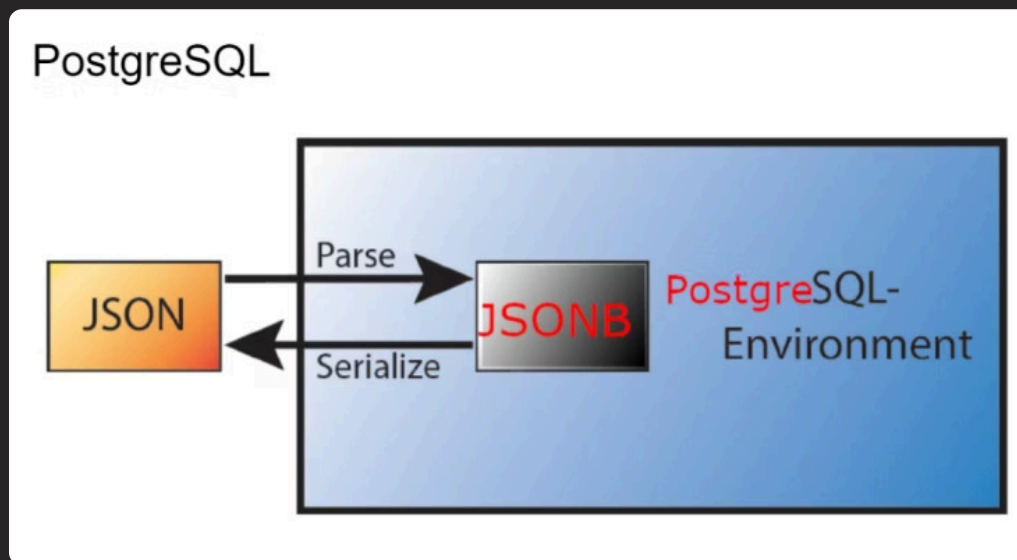 PostgreSQL
Parse
JSON
JSONB
PostgreSQL-
Environment
Serialize